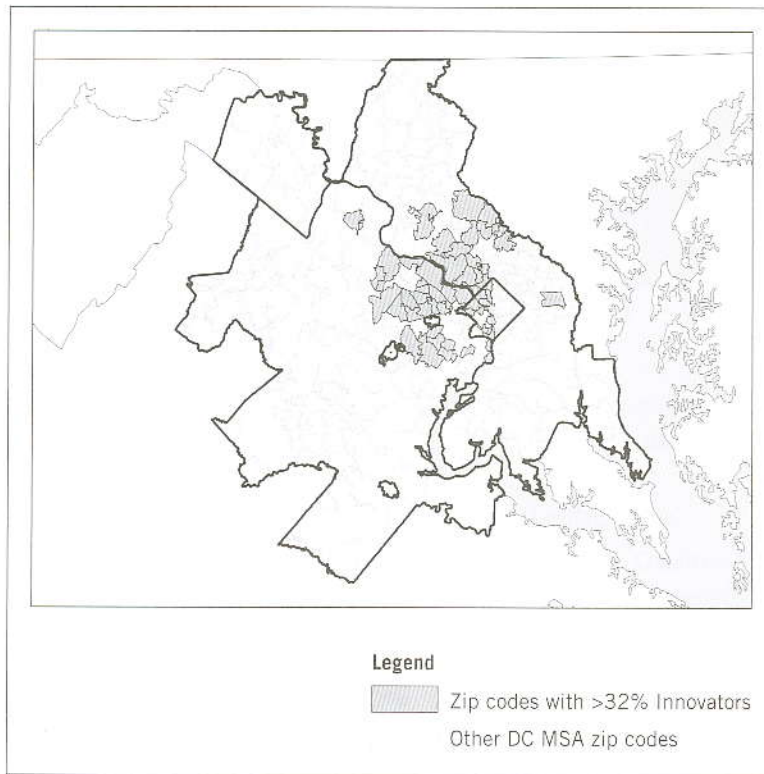 Legend
Zip codes with >32% Innovators
Other DC MSA zip codes